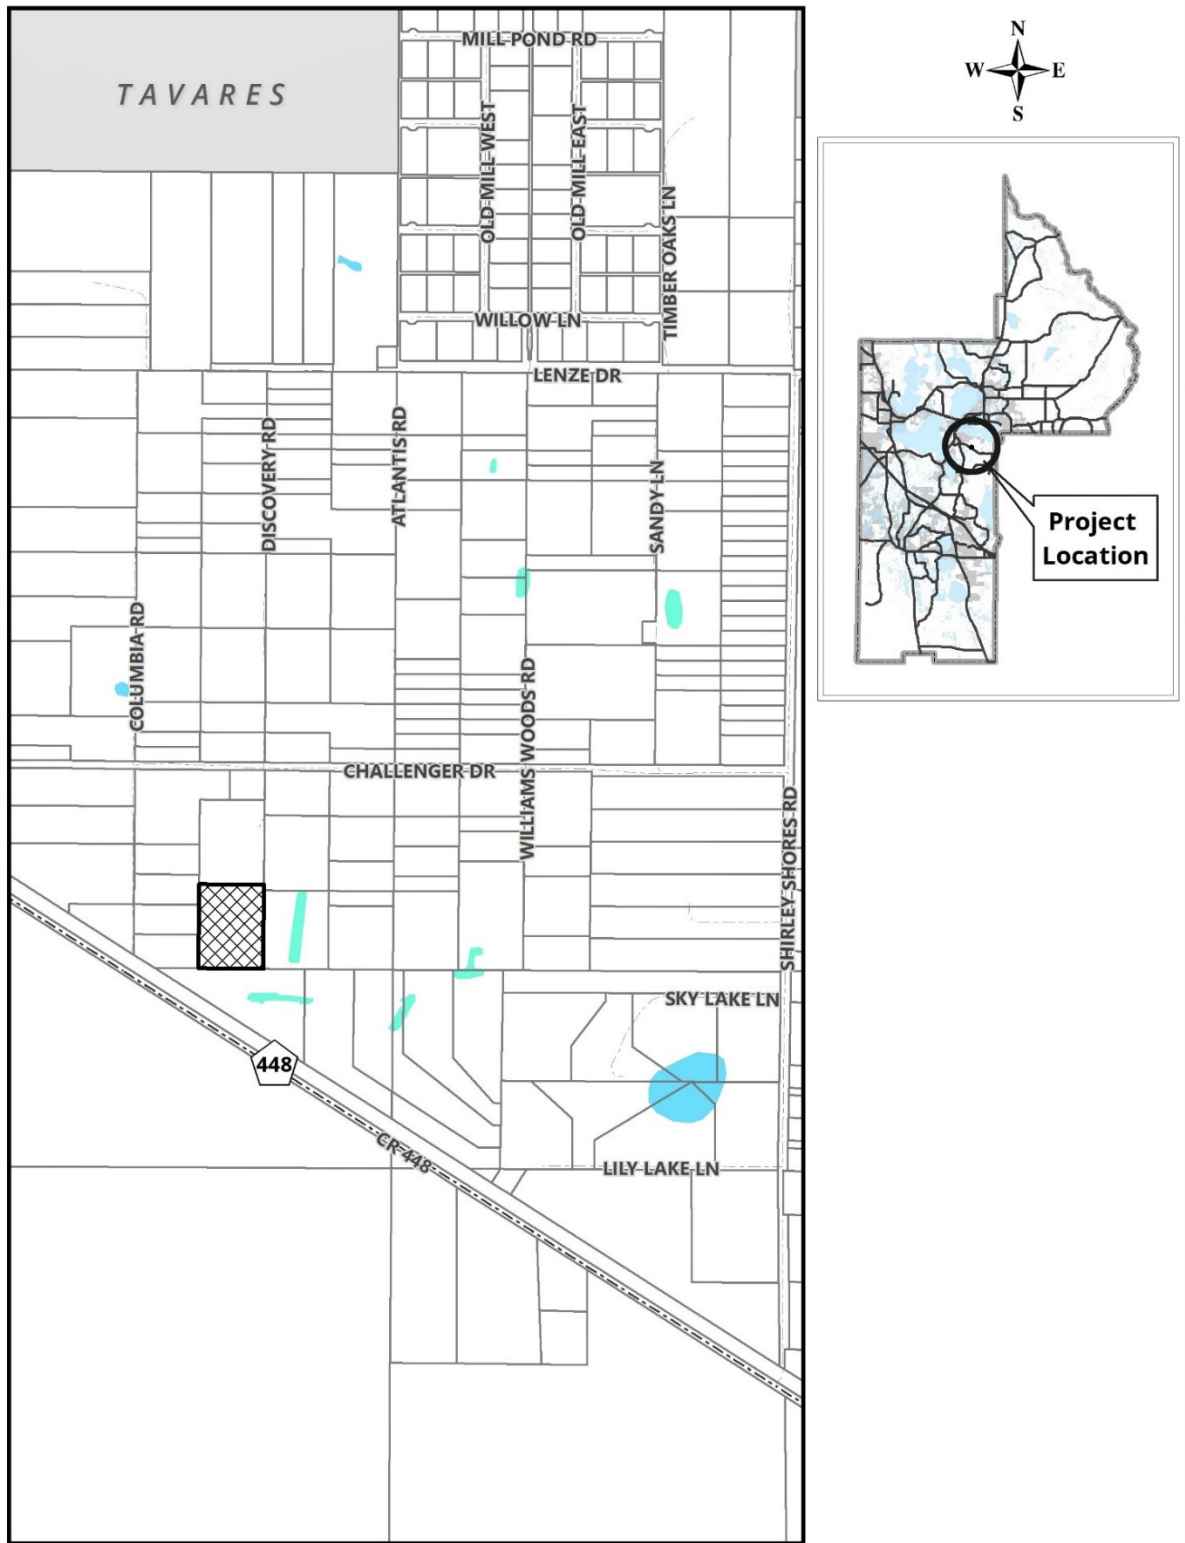 MILL POND RD
TAVARES
OLD MILL WEST
OLD MILL EAST
TIMBER OAKS LN
WILLOW LN
LENZE DR
DISCOVERY RD
ATLANTIS RD
SANDY LN
COLUMBIA RD
WILLIAMS WOODS RD
CHALLENGER DR
SHIRLEY SHORES RD
SKY LAKE LN
448
CR 448
LILY LAKE LN
N
W E
S
Project
Location